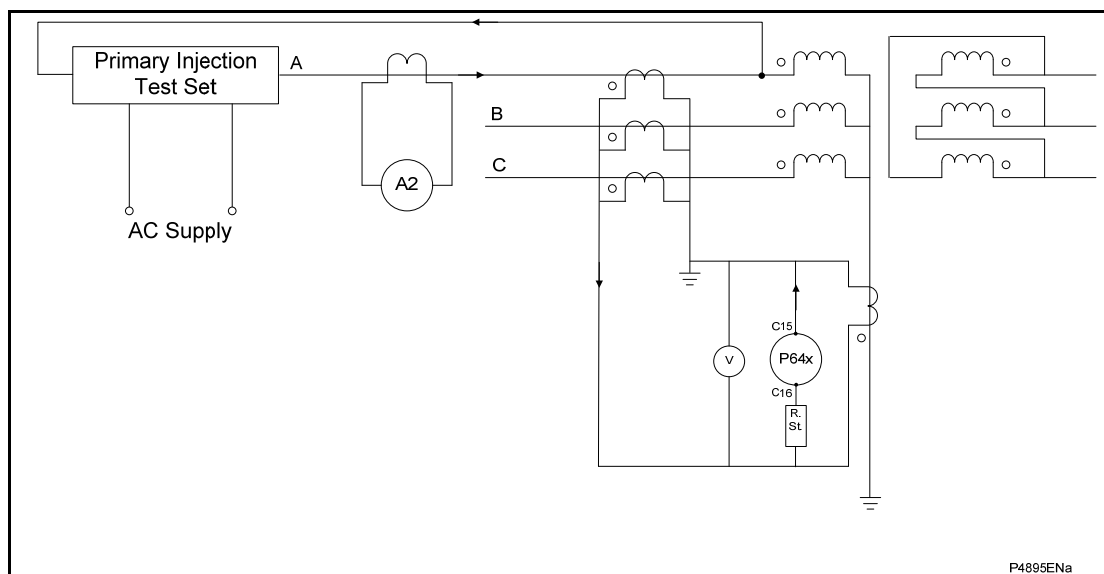 Primary Injection
Test Set
A
B
C
A2
AC Supply
V
C15
P64x
C16
R.
St.
P4895ENa